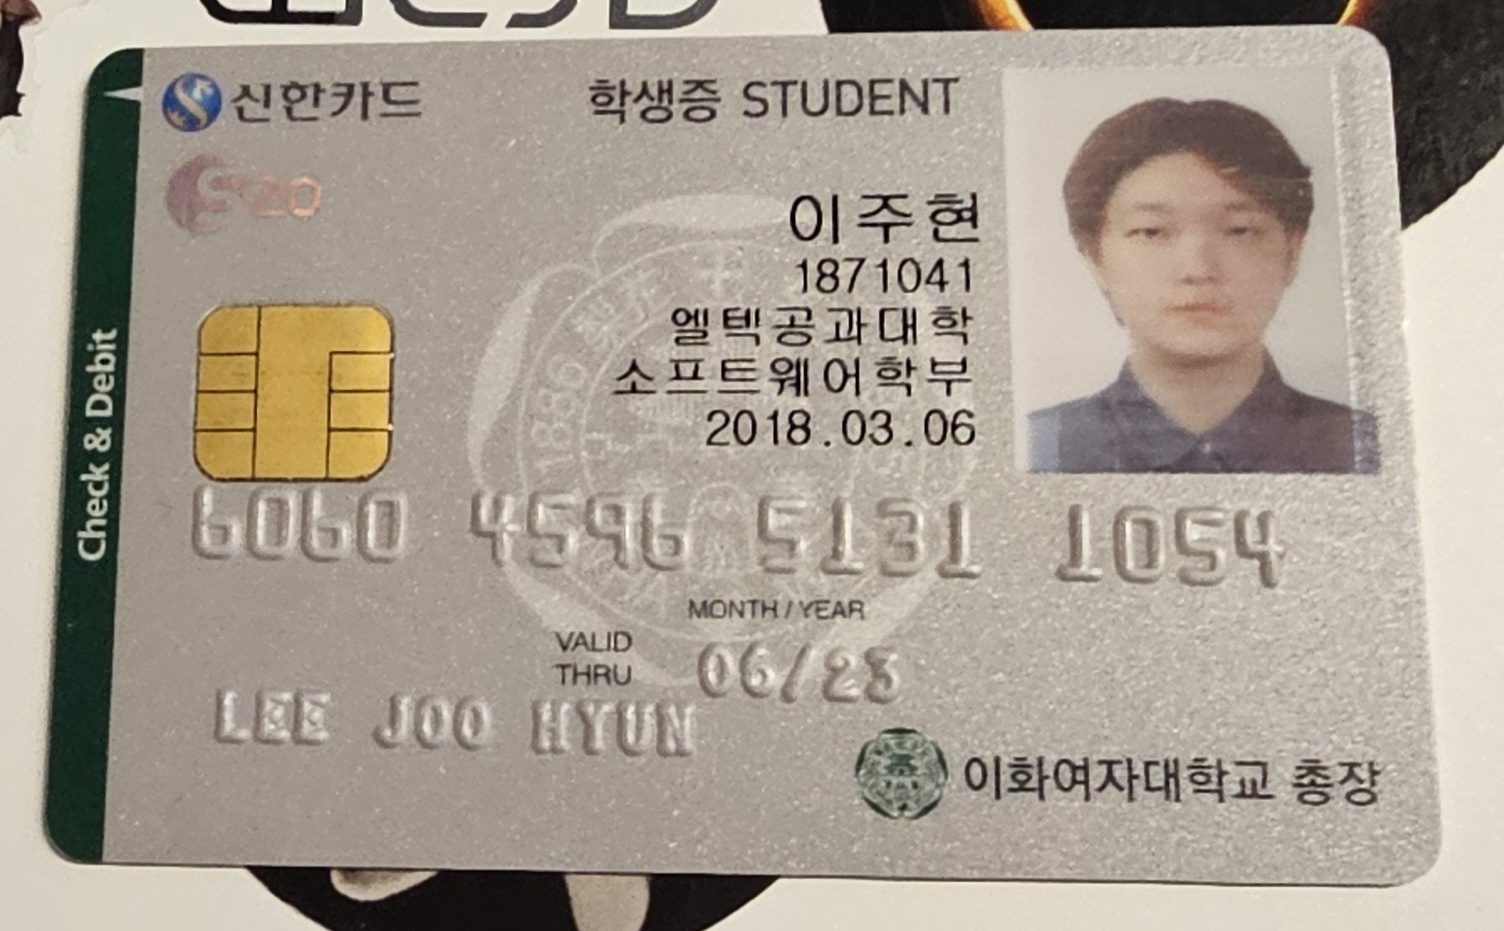 신한카드
학생증 STUDENT
S20
이주현
1871041
엘텍공과대학
소프트웨어학부
2018.03.06
Check & Debit
1886
6060 4596 5131 1054
MONTH / YEAR
VALID THRU 06/23
LEE JOO HYUN
이화여자대학교 총장